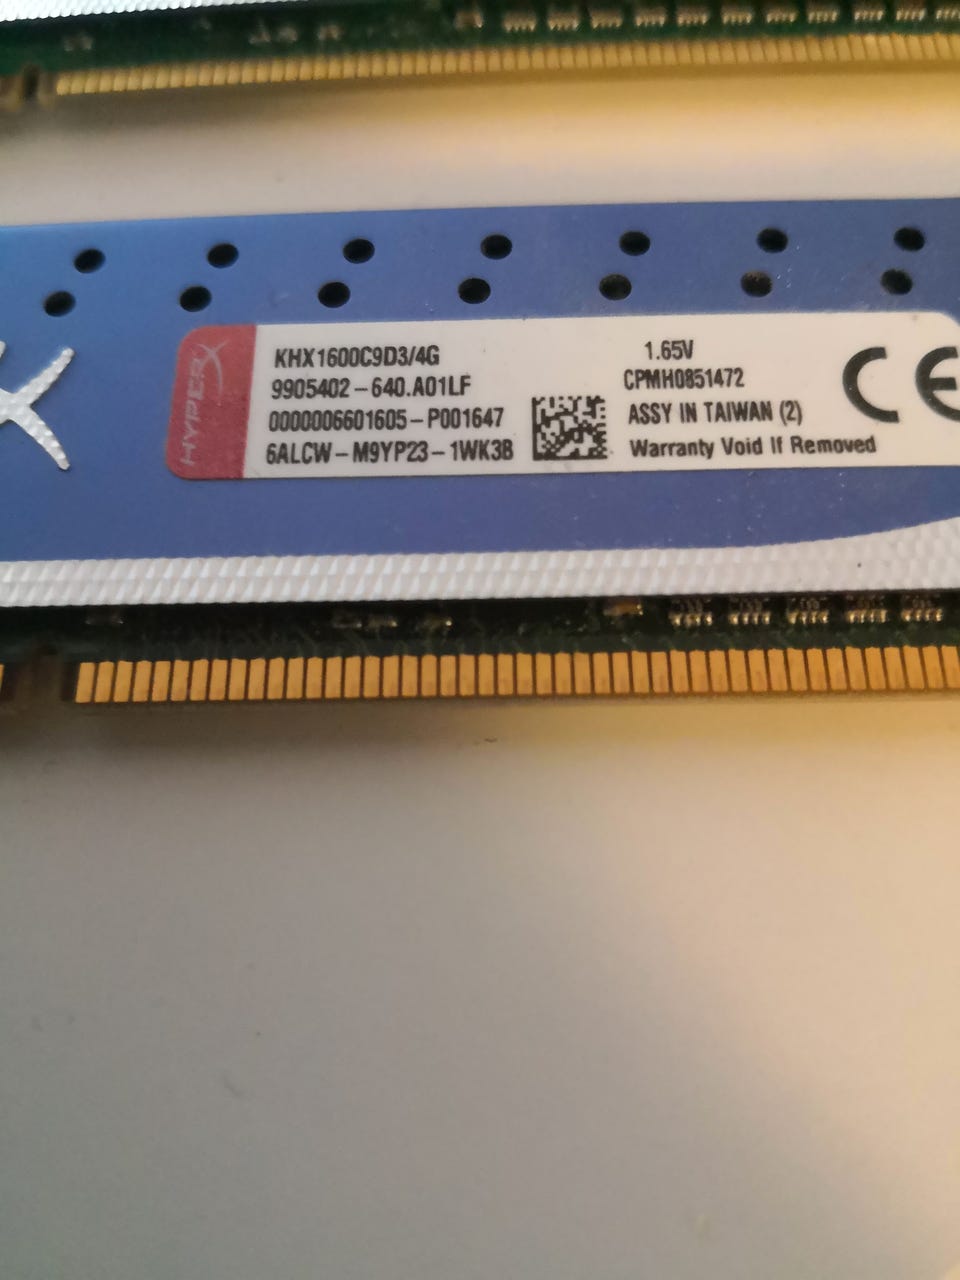 HYPERX
KHX1600C9D3/4G
9905402-640.A01LF
0000006601605-P001647
6ALCW-M9YP23-1WK3B
1.65V
CPMH0851472
ASSY IN TAIWAN (2)
Warranty Void If Removed
CE